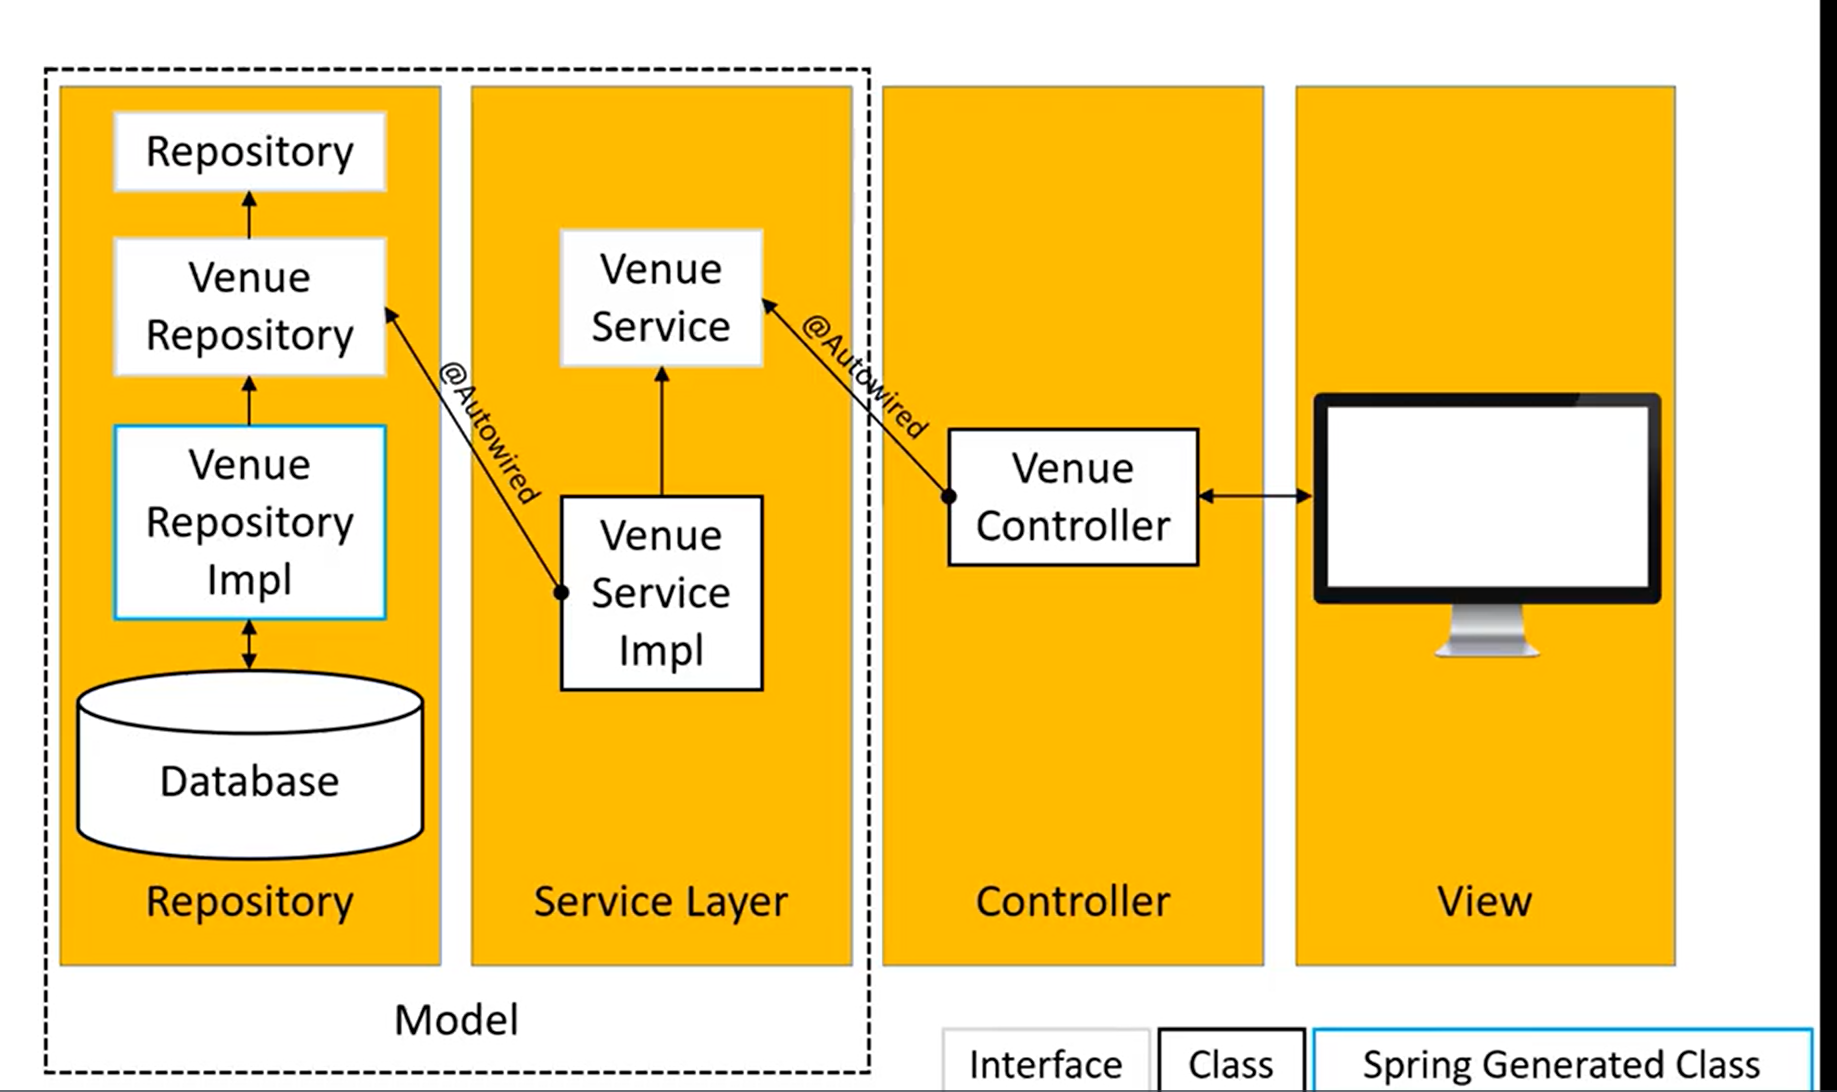 Repository
Venue
Repository
Venue
Repository
Impl
Database
Repository
@Autowired
Venue
Service
Venue
Service
Impl
Service Layer
@Autowired
Venue
Controller
Controller
View
Model
Interface
Class
Spring Generated Class